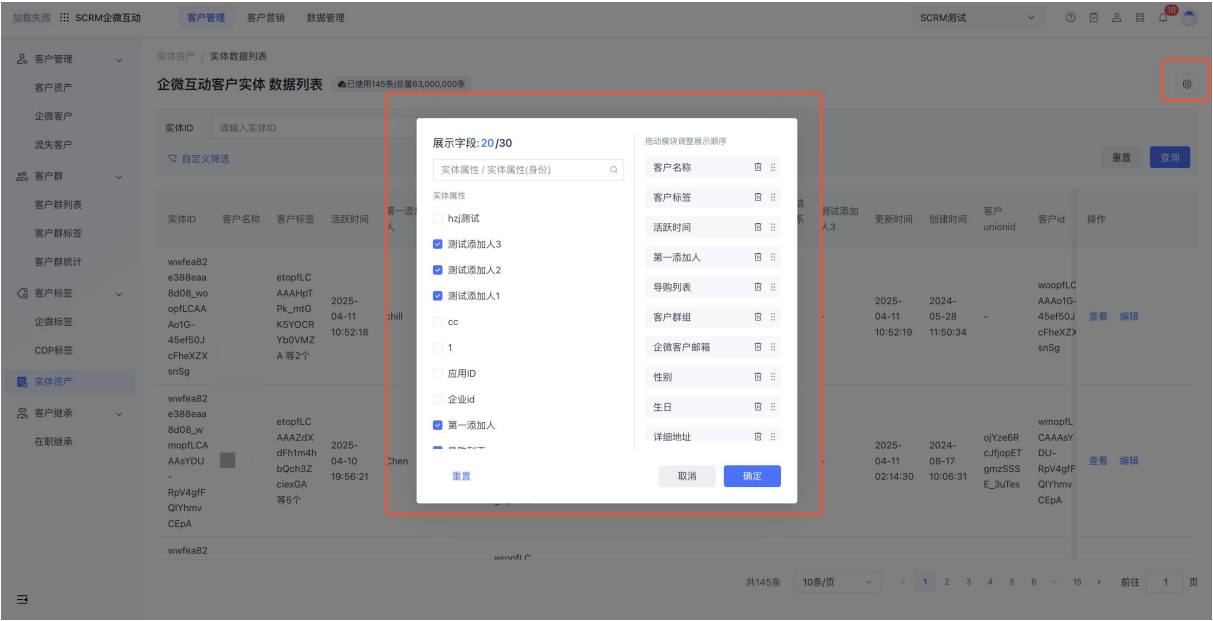 加载失败 SCRM企微互动 客户管理 客户营销 数据管理 SCRM测试 18
客户管理
客户资产
企微客户
流失客户
客户群
客户群列表
客户群标签
客户群统计
客户标签
企微标签
CDP标签
实体资产
客户继承
在职继承
实体资产 / 实体数据列表
企微互动客户实体 数据列表 已使用145条/总量63,000,000条
实体ID 请输入实体ID
自定义筛选
重置 查询
展示字段:20/30
实体属性 / 实体属性(身份)
实体属性
hzj测试
测试添加人3
测试添加人2
测试添加人1
cc
1
应用ID
企业id
第一添加人
重置
拖动模块调整展示顺序
客户名称
客户标签
活跃时间
第一添加人
导购列表
客户群组
企微客户邮箱
性别
生日
详细地址
取消 确定
实体ID 客户名称 客户标签 活跃时间 第一添加人 测试添加人3 更新时间 创建时间 客户unionid 客户id 操作
wwfea82
e388eaa
8d08_wo
opfLCAA
Ao1G-
45ef50J
cFheXZX
snSg
etopfLC
AAAHpT
Pk_mtG
K5YOCR
Yb0VMZ
A 等2个
2025-
04-11
10:52:18
chill
-
2025-
04-11
10:52:19
2024-
05-28
11:50:34
-
woopfLC
AAAo1G-
45ef50J
cFheXZX
snSg
查看 编辑
wwfea82
e388eaa
8d08_w
mopfLCA
AAsYDU
-
RpV4gfF
QIYhmv
CEpA
etopfLC
AAAZdX
dFh1m4h
bQch3Z
ciexGA
等5个
2025-
04-10
19:56:21
Chen
-
2025-
04-11
02:14:30
2024-
08-17
10:06:31
ojYze6R
cJfjopET
gmzSSS
E_3uTes
wmopfL
CAAAsY
DU-
RpV4gfF
QIYhmv
CEpA
查看 编辑
wwfea82
wropfLC
共145条 10条/页 1 2 3 4 5 6 ··· 15 前往 1 页